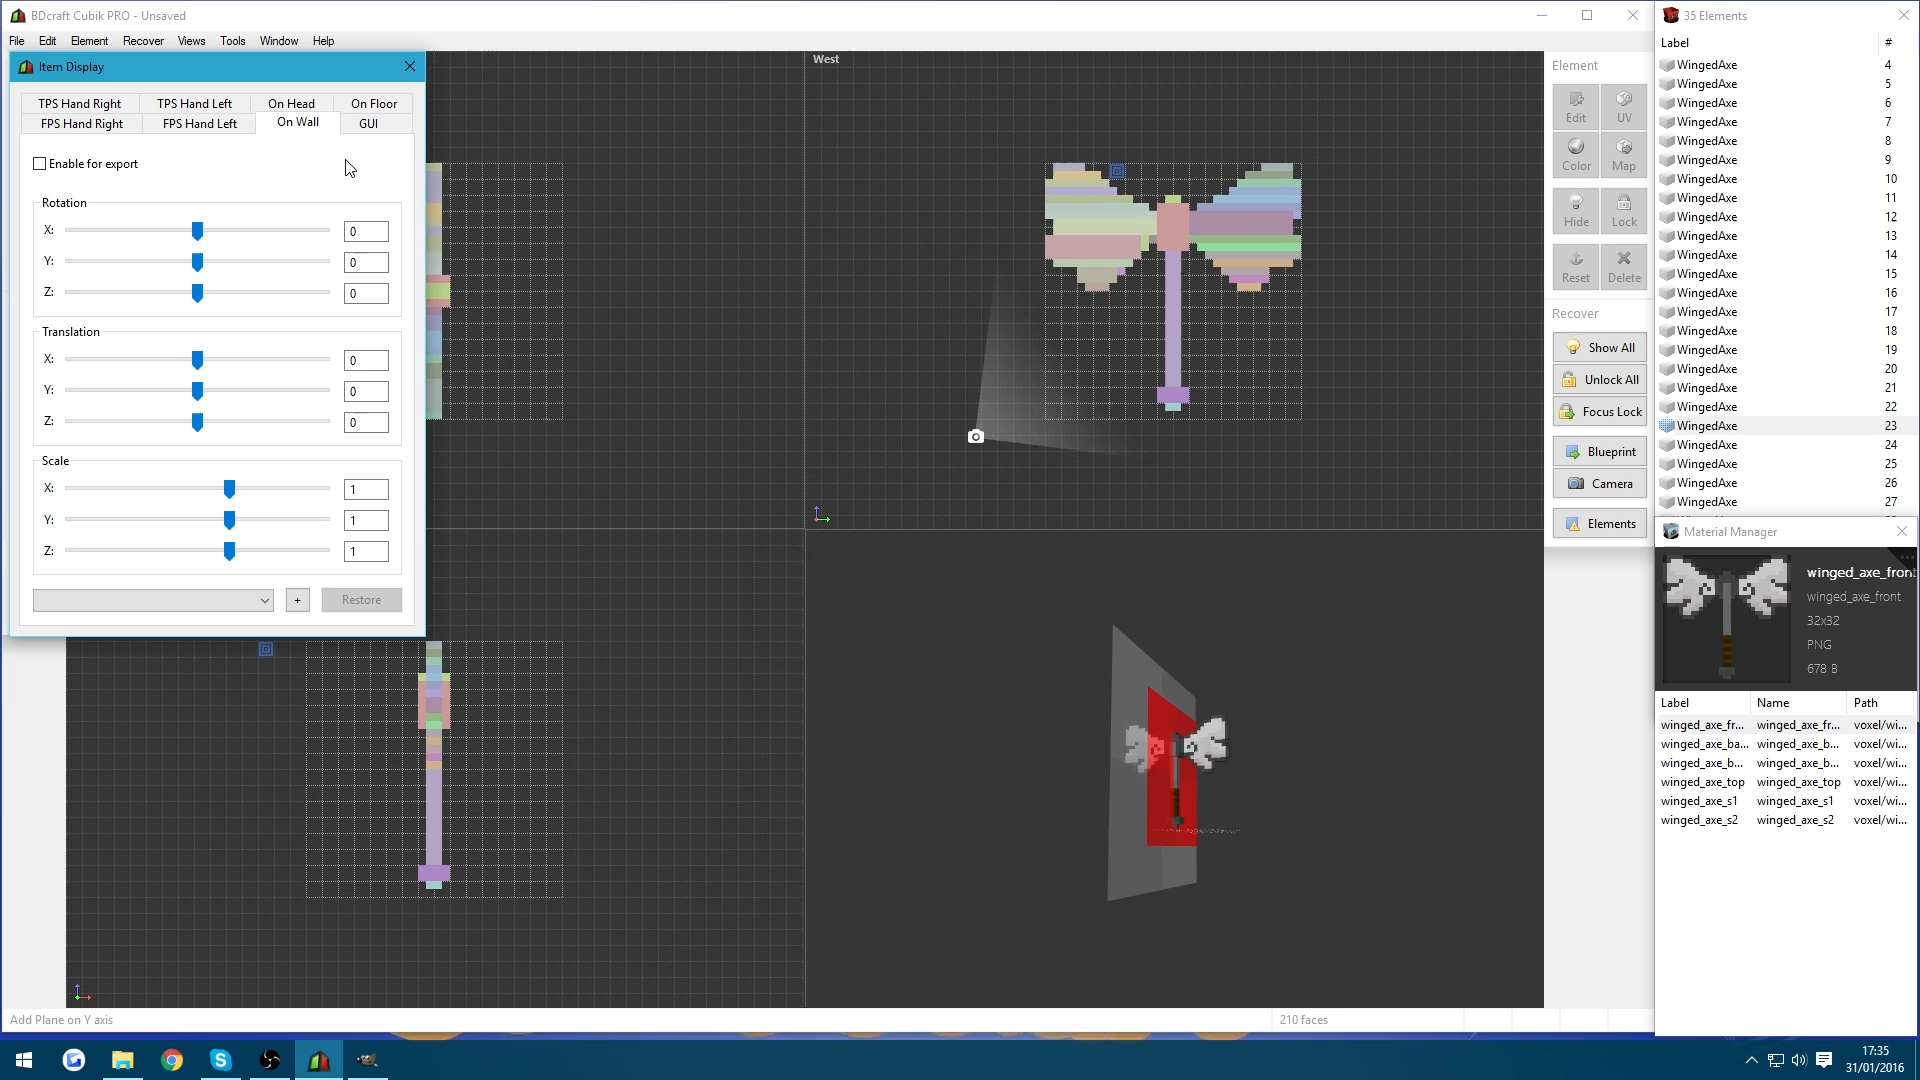 BDcraft Cubik PRO - Unsaved
File Edit Element Recover Views Tools Window Help
Item Display
TPS Hand Right TPS Hand Left On Head On Floor
FPS Hand Right FPS Hand Left On Wall GUI
Enable for export
Rotation
X: 0
Y: 0
Z: 0
Translation
X: 0
Y: 0
Z: 0
Scale
X: 1
Y: 1
Z: 1
+ Restore
West
Element
Edit UV
Color Map
Hide Lock
Reset Delete
Recover
Show All
Unlock All
Focus Lock
Blueprint
Camera
Elements
35 Elements
Label #
WingedAxe 4
WingedAxe 5
WingedAxe 6
WingedAxe 7
WingedAxe 8
WingedAxe 9
WingedAxe 10
WingedAxe 11
WingedAxe 12
WingedAxe 13
WingedAxe 14
WingedAxe 15
WingedAxe 16
WingedAxe 17
WingedAxe 18
WingedAxe 19
WingedAxe 20
WingedAxe 21
WingedAxe 22
WingedAxe 23
WingedAxe 24
WingedAxe 25
WingedAxe 26
WingedAxe 27
Material Manager
winged_axe_front
winged_axe_front
32x32
PNG
678 B
Label Name Path
winged_axe_fr... winged_axe_fr... voxel/wi...
winged_axe_ba... winged_axe_b... voxel/wi...
winged_axe_b... winged_axe_b... voxel/wi...
winged_axe_top winged_axe_top voxel/wi...
winged_axe_s1 winged_axe_s1 voxel/wi...
winged_axe_s2 winged_axe_s2 voxel/wi...
Add Plane on Y axis
210 faces
17:35
31/01/2016